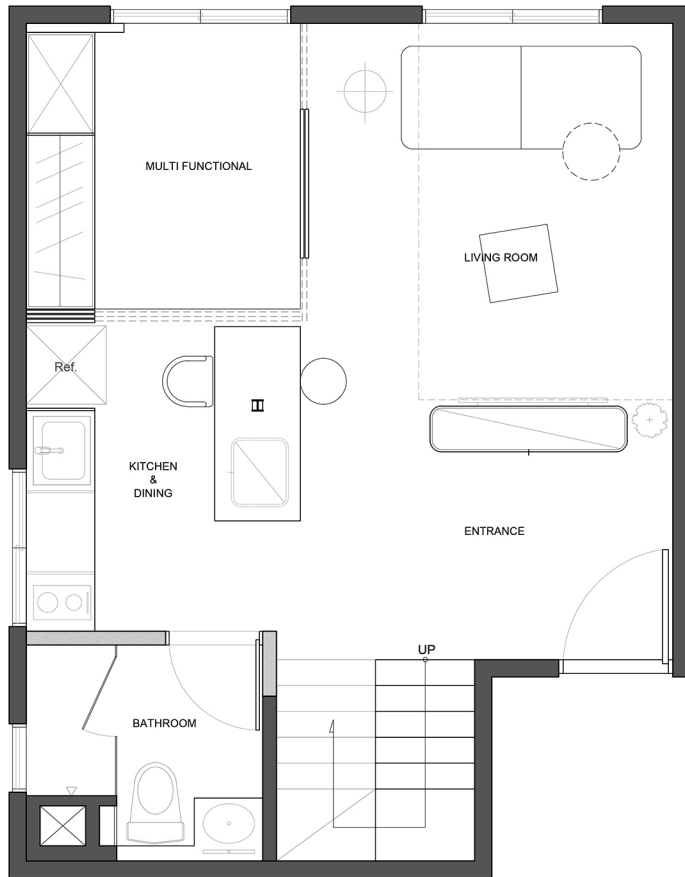 MULTI FUNCTIONAL
LIVING ROOM
Ref.
KITCHEN
&
DINING
ENTRANCE
UP
BATHROOM